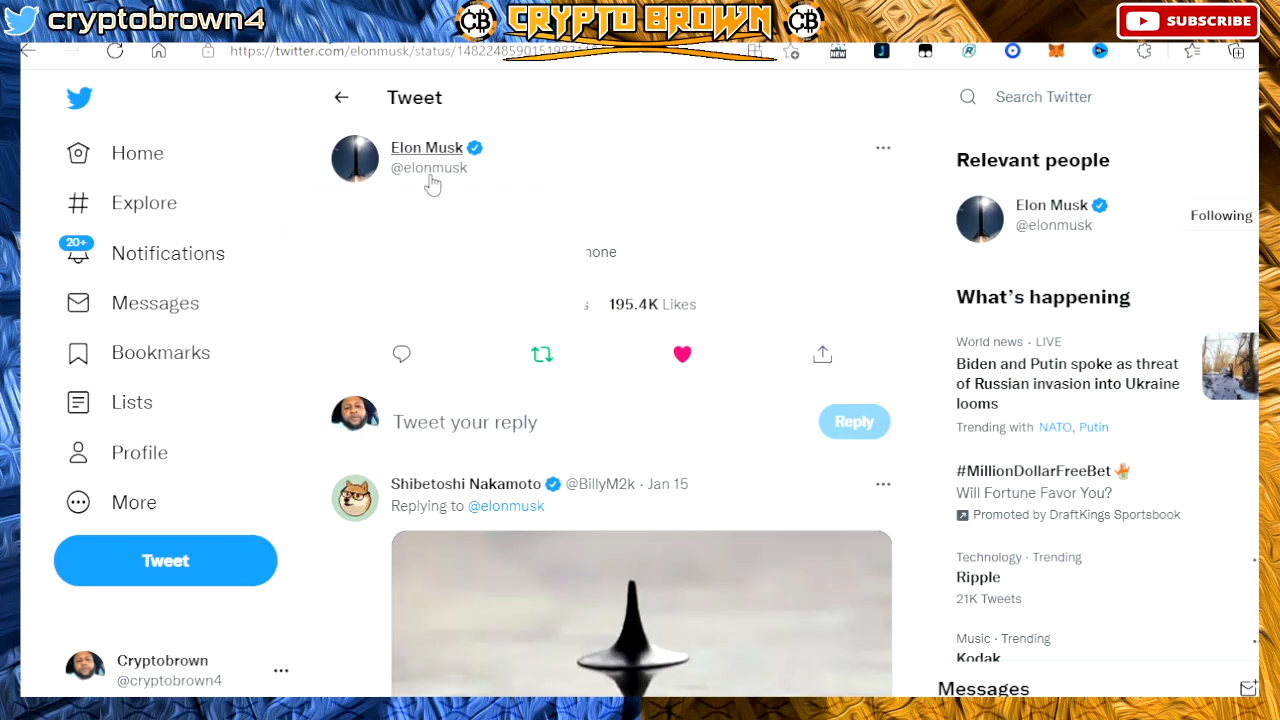 cryptobrown4
CB CRYPTO BROWN CB
SUBSCRIBE
Tweet
Search Twitter
Home
Explore
20+
Notifications
Messages
Bookmarks
Lists
Profile
More
Tweet
Cryptobrown
@cryptobrown4
Elon Musk
@elonmusk
195.4K Likes
Tweet your reply
Reply
Shibetoshi Nakamoto @BillyM2k · Jan 15
Replying to @elonmusk
Relevant people
Elon Musk
@elonmusk
Following
What's happening
World news · LIVE
Biden and Putin spoke as threat
of Russian invasion into Ukraine
looms
Trending with NATO, Putin
#MillionDollarFreeBet
Will Fortune Favor You?
Promoted by DraftKings Sportsbook
Technology · Trending
Ripple
21K Tweets
Music · Trending
Kodak
Messages